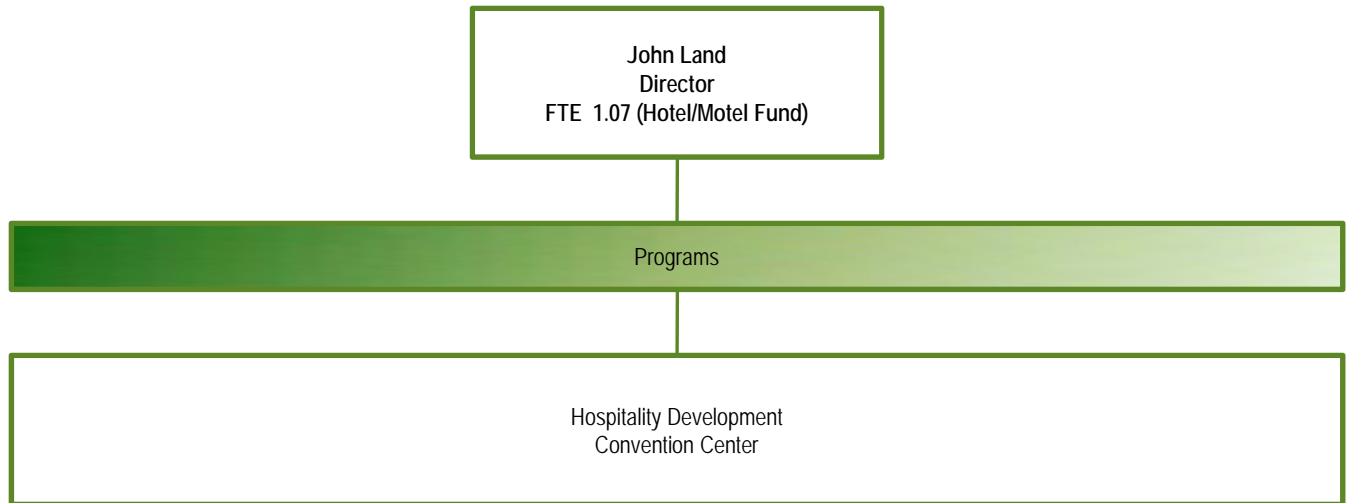 John Land
Director
FTE 1.07 (Hotel/Motel Fund)
Programs
Hospitality Development
Convention Center